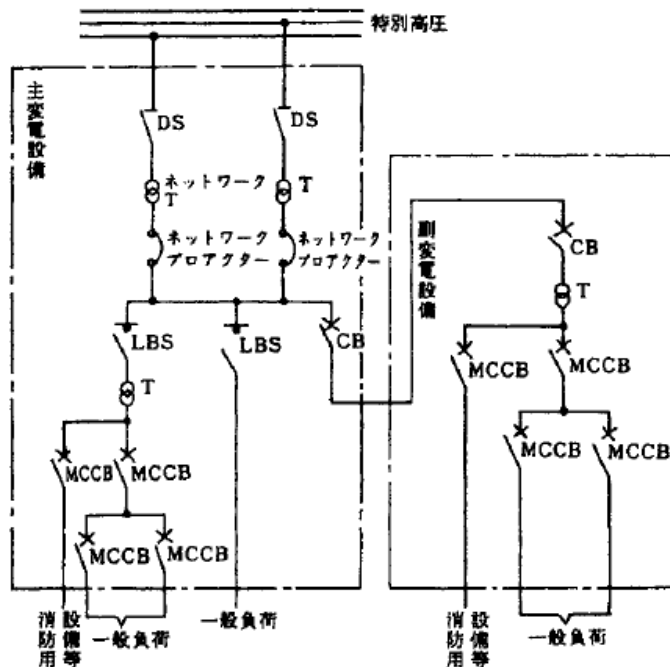 特別高圧
主変電設備
DS
DS
ネットワーク
T
T
ネットワーク
プロアクター
ネットワーク
プロアクター
副変電設備
CB
T
LBS
LBS
CB
T
MCCB
MCCB
MCCB
MCCB
MCCB
MCCB
MCCB
MCCB
消防用
設備等
一般負荷
一般負荷
消防用
設備等
一般負荷